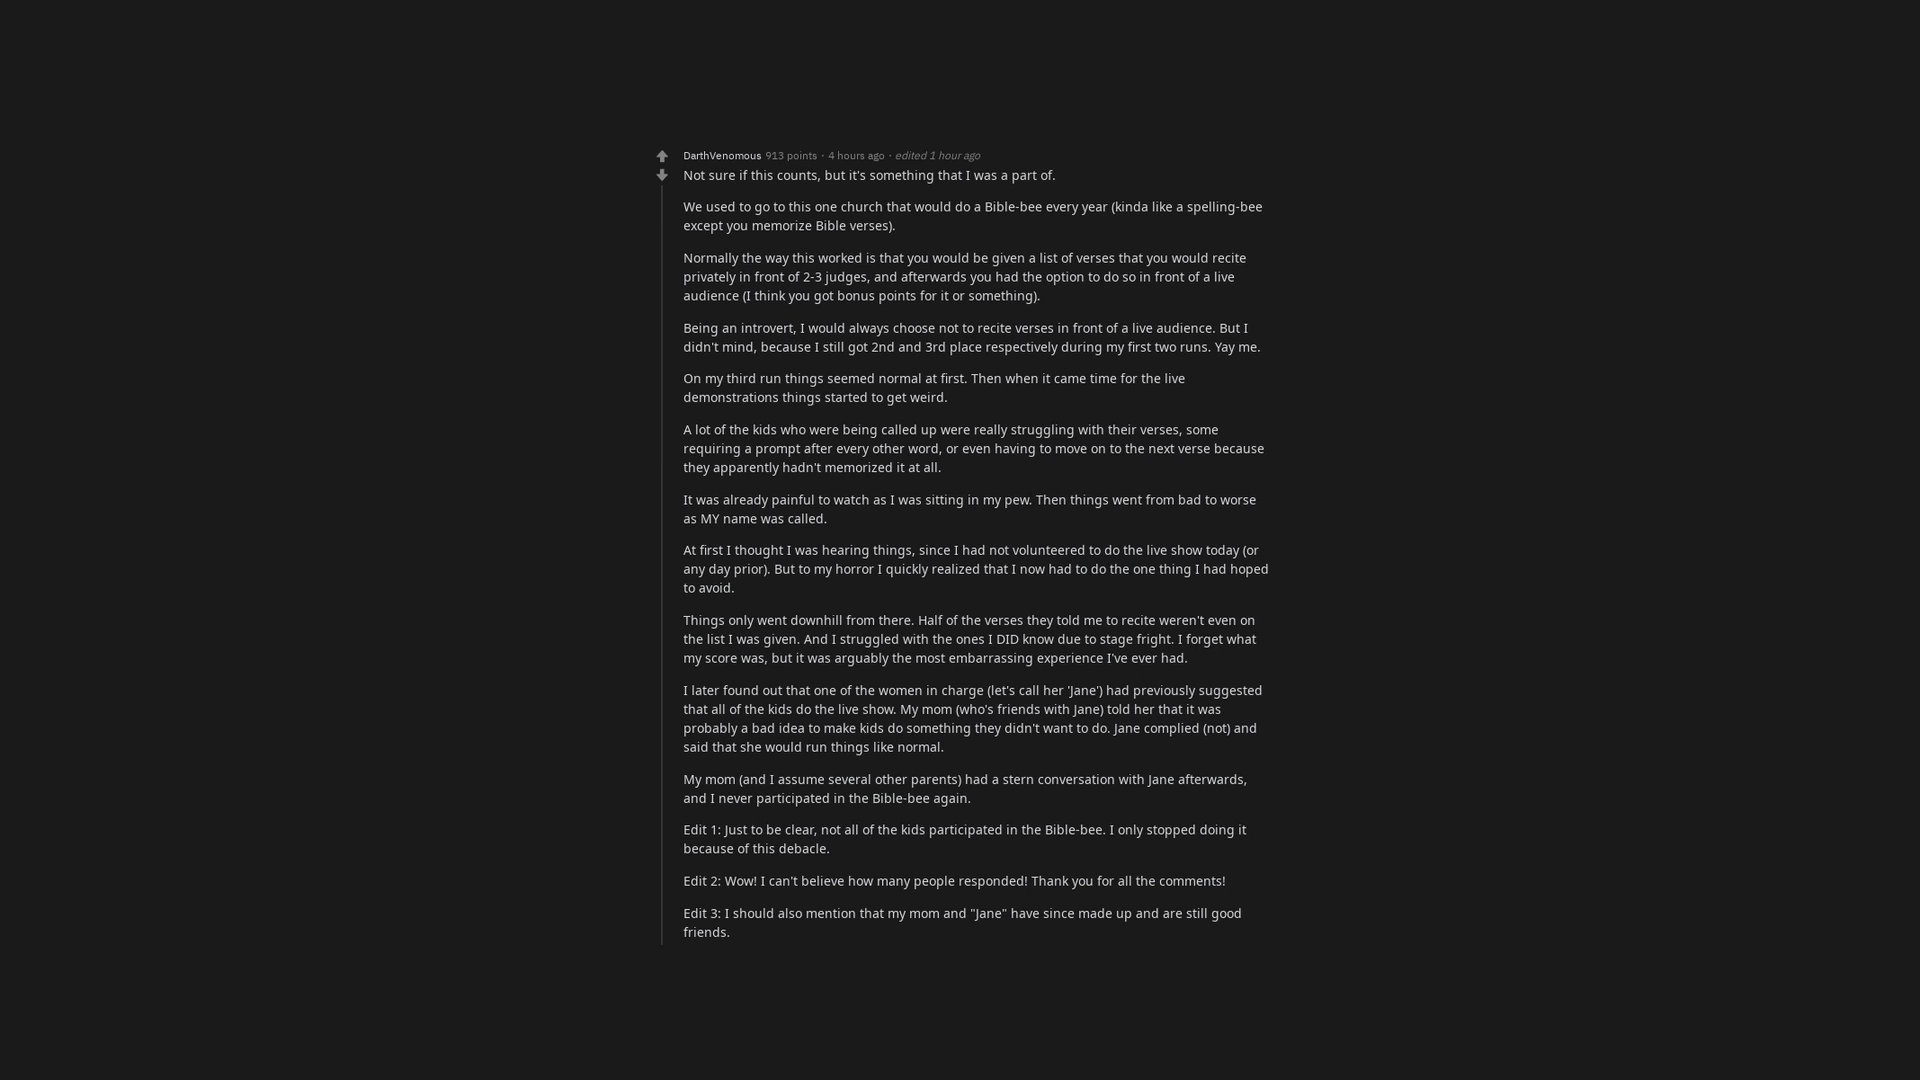 DarthVenomous 913 points · 4 hours ago · edited 1 hour ago
Not sure if this counts, but it's something that I was a part of.
We used to go to this one church that would do a Bible-bee every year (kinda like a spelling-bee
except you memorize Bible verses).
Normally the way this worked is that you would be given a list of verses that you would recite
privately in front of 2-3 judges, and afterwards you had the option to do so in front of a live
audience (I think you got bonus points for it or something).
Being an introvert, I would always choose not to recite verses in front of a live audience. But I
didn't mind, because I still got 2nd and 3rd place respectively during my first two runs. Yay me.
On my third run things seemed normal at first. Then when it came time for the live
demonstrations things started to get weird.
A lot of the kids who were being called up were really struggling with their verses, some
requiring a prompt after every other word, or even having to move on to the next verse because
they apparently hadn't memorized it at all.
It was already painful to watch as I was sitting in my pew. Then things went from bad to worse
as MY name was called.
At first I thought I was hearing things, since I had not volunteered to do the live show today (or
any day prior). But to my horror I quickly realized that I now had to do the one thing I had hoped
to avoid.
Things only went downhill from there. Half of the verses they told me to recite weren't even on
the list I was given. And I struggled with the ones I DID know due to stage fright. I forget what
my score was, but it was arguably the most embarrassing experience I've ever had.
I later found out that one of the women in charge (let's call her 'Jane') had previously suggested
that all of the kids do the live show. My mom (who's friends with Jane) told her that it was
probably a bad idea to make kids do something they didn't want to do. Jane complied (not) and
said that she would run things like normal.
My mom (and I assume several other parents) had a stern conversation with Jane afterwards,
and I never participated in the Bible-bee again.
Edit 1: Just to be clear, not all of the kids participated in the Bible-bee. I only stopped doing it
because of this debacle.
Edit 2: Wow! I can't believe how many people responded! Thank you for all the comments!
Edit 3: I should also mention that my mom and "Jane" have since made up and are still good
friends.